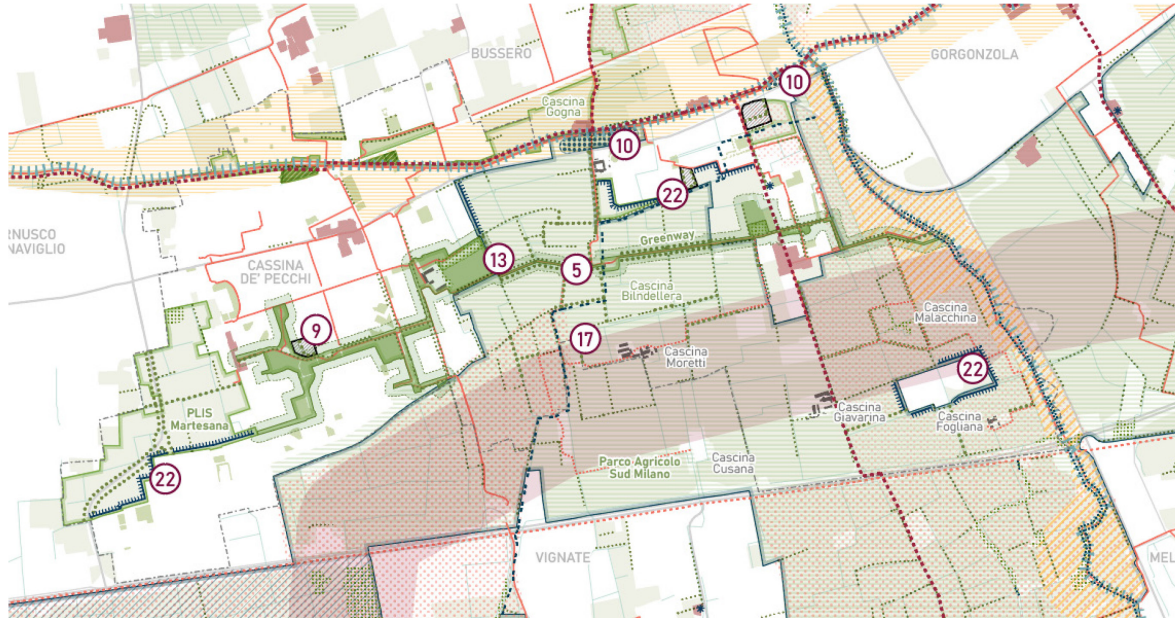 BUSSERO
GORGONZOLA
10
Cascina
Gogna
10
22
RNUSCO
NAVIGLIO
CASSINA
DE' PECCHI
13
5
Greenway
Cascina
Bilndellera
9
17
Cascina
Moretti
Cascina
Malacchina
22
PLIS
Martesana
Cascina
Giavarina
Cascina
Fogliana
22
Parco Agricolo
Sud Milano
Cascina
Cusana
VIGNATE
MEL